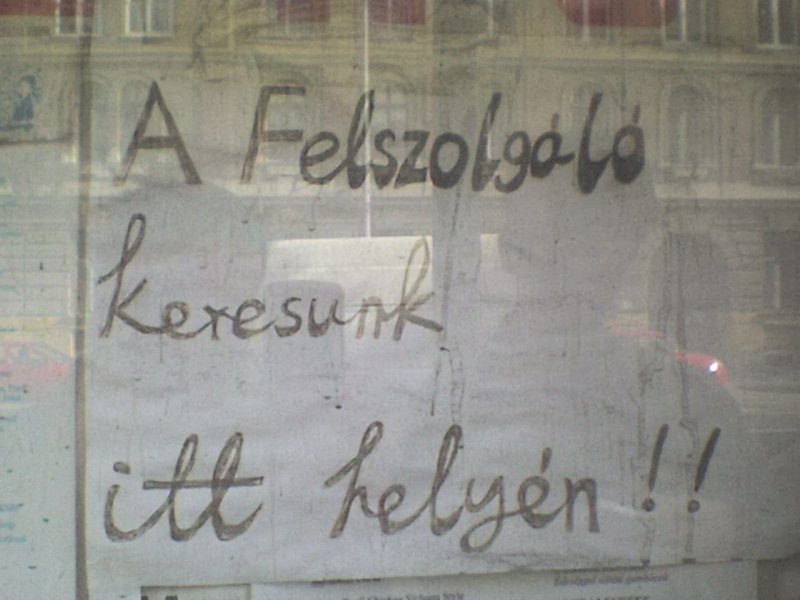 A Felszolgáló
keresunk
itt helyén!!